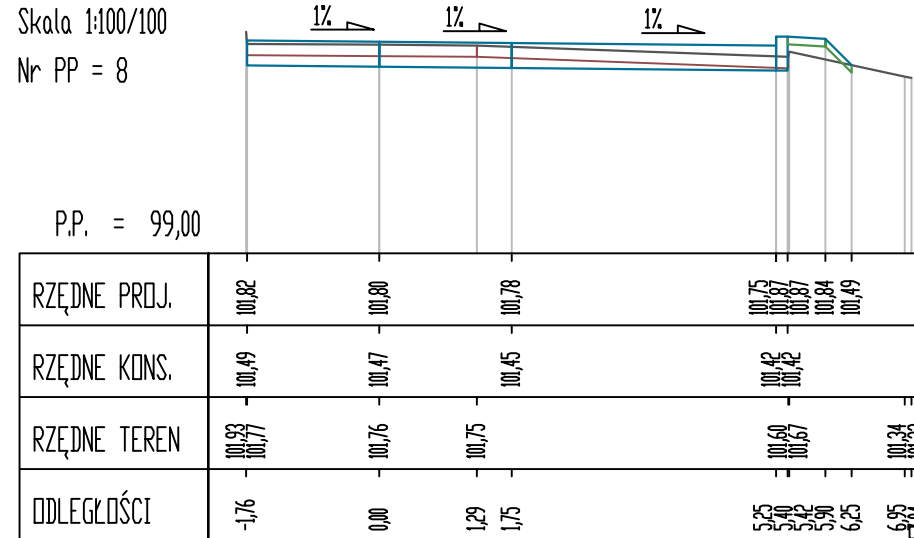 Skala 1:100/100
1% 1% 1%
Nr PP = 8
P.P. = 99,00
RZĘDNE PROJ. 101,82 101,80 101,78 101,75 101,87 101,87 101,84 101,49
RZĘDNE KONS. 101,49 101,47 101,45 101,42 101,42
RZĘDNE TEREN 101,93 101,77 101,76 101,75 101,60 101,67 101,34
ODLEGŁOŚCI -1,76 0,00 1,29 1,75 5,25 5,40 5,42 5,90 6,25 6,95